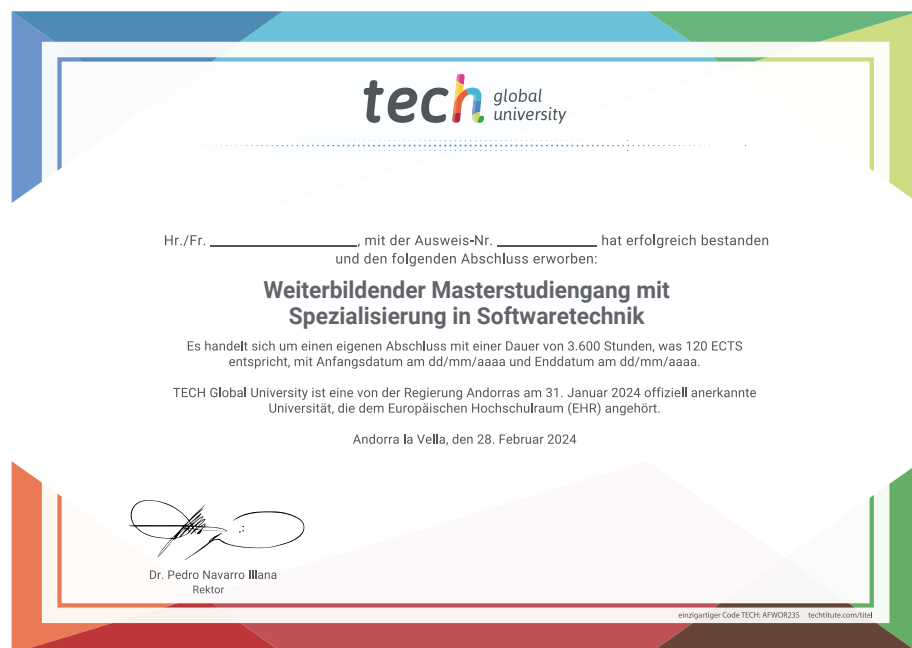 tech global university
Hr./Fr. ____________________, mit der Ausweis-Nr. ______________ hat erfolgreich bestanden
und den folgenden Abschluss erworben:
Weiterbildender Masterstudiengang mit
Spezialisierung in Softwaretechnik
Es handelt sich um einen eigenen Abschluss mit einer Dauer von 3.600 Stunden, was 120 ECTS
entspricht, mit Anfangsdatum am dd/mm/aaaa und Enddatum am dd/mm/aaaa.
TECH Global University ist eine von der Regierung Andorras am 31. Januar 2024 offiziell anerkannte
Universität, die dem Europäischen Hochschulraum (EHR) angehört.
Andorra la Vella, den 28. Februar 2024
Dr. Pedro Navarro Illana
Rektor
einzigartiger Code TECH: AFWOR23S techtitute.com/titel